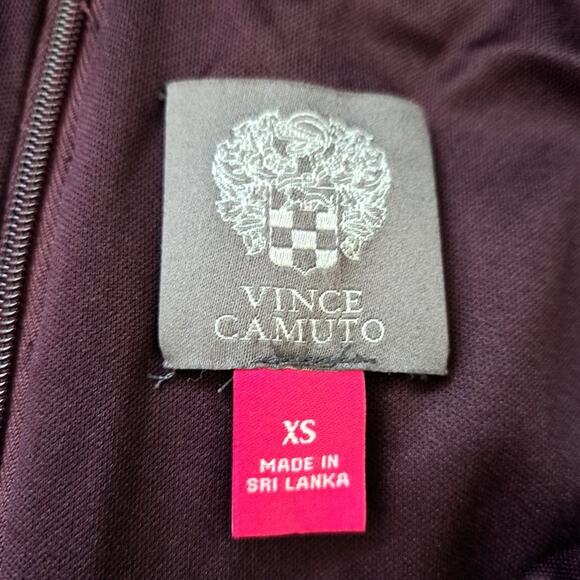 VINCE
CAMUTO
XS
MADE IN
SRI LANKA